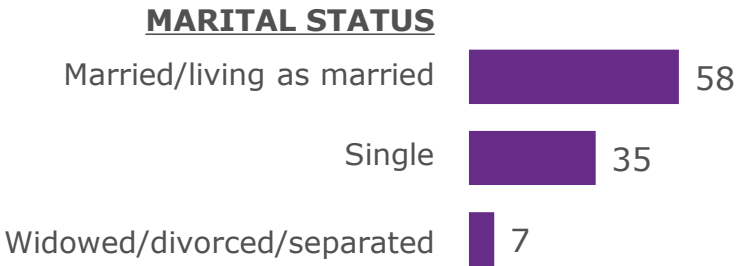 MARITAL STATUS
Married/living as married 58
Single 35
Widowed/divorced/separated 7